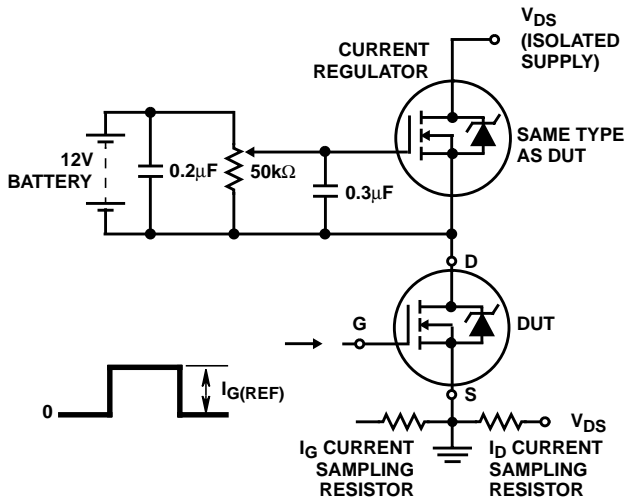 V_DS
(ISOLATED
SUPPLY)
CURRENT
REGULATOR
12V
BATTERY
0.2µF
50kΩ
0.3µF
SAME TYPE
AS DUT
D
G
DUT
S
I_G(REF)
0
V_DS
I_G CURRENT
SAMPLING
RESISTOR
I_D CURRENT
SAMPLING
RESISTOR